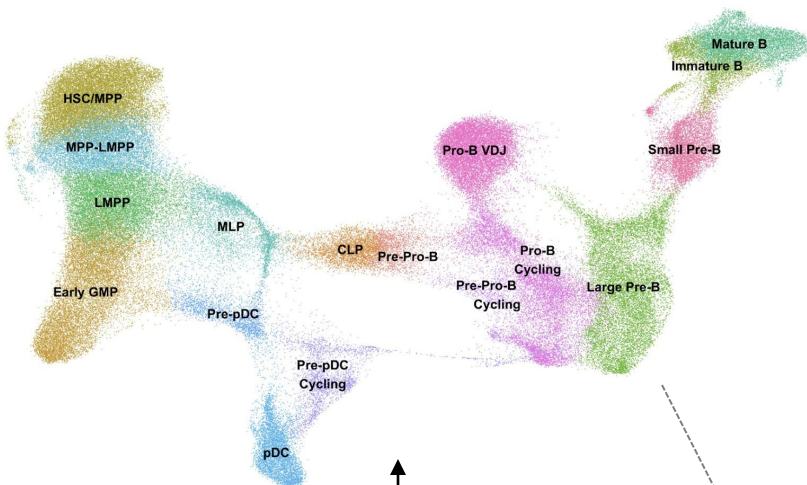 Mature B
Immature B
HSC/MPP
MPP-LMPP
Pro-B VDJ
Small Pre-B
LMPP
MLP
CLP
Pre-Pro-B
Pro-B
Cycling
Early GMP
Pre-pDC
Pre-Pro-B
Cycling
Large Pre-B
Pre-pDC
Cycling
pDC